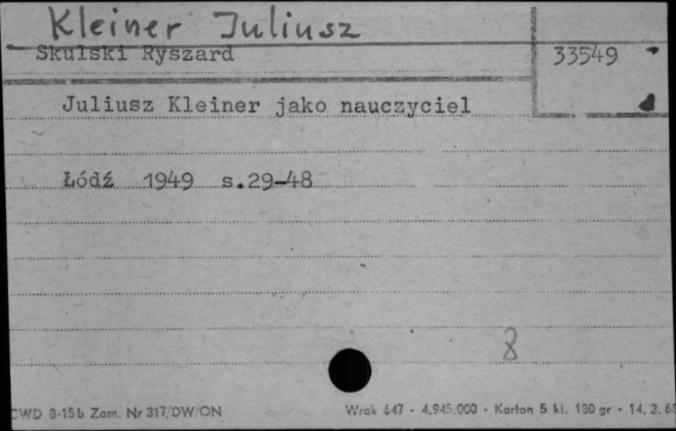 Kleiner Juliusz
Skulski Ryszard
33549
Juliusz Kleiner jako nauczyciel
Łódź 1949 s.29-48
8
CWD 8-15b Zam. Nr 317/DW/ON
Wrak 647 - 4.945.000 - Karton 5 kl. 180 gr - 14. 3. 68